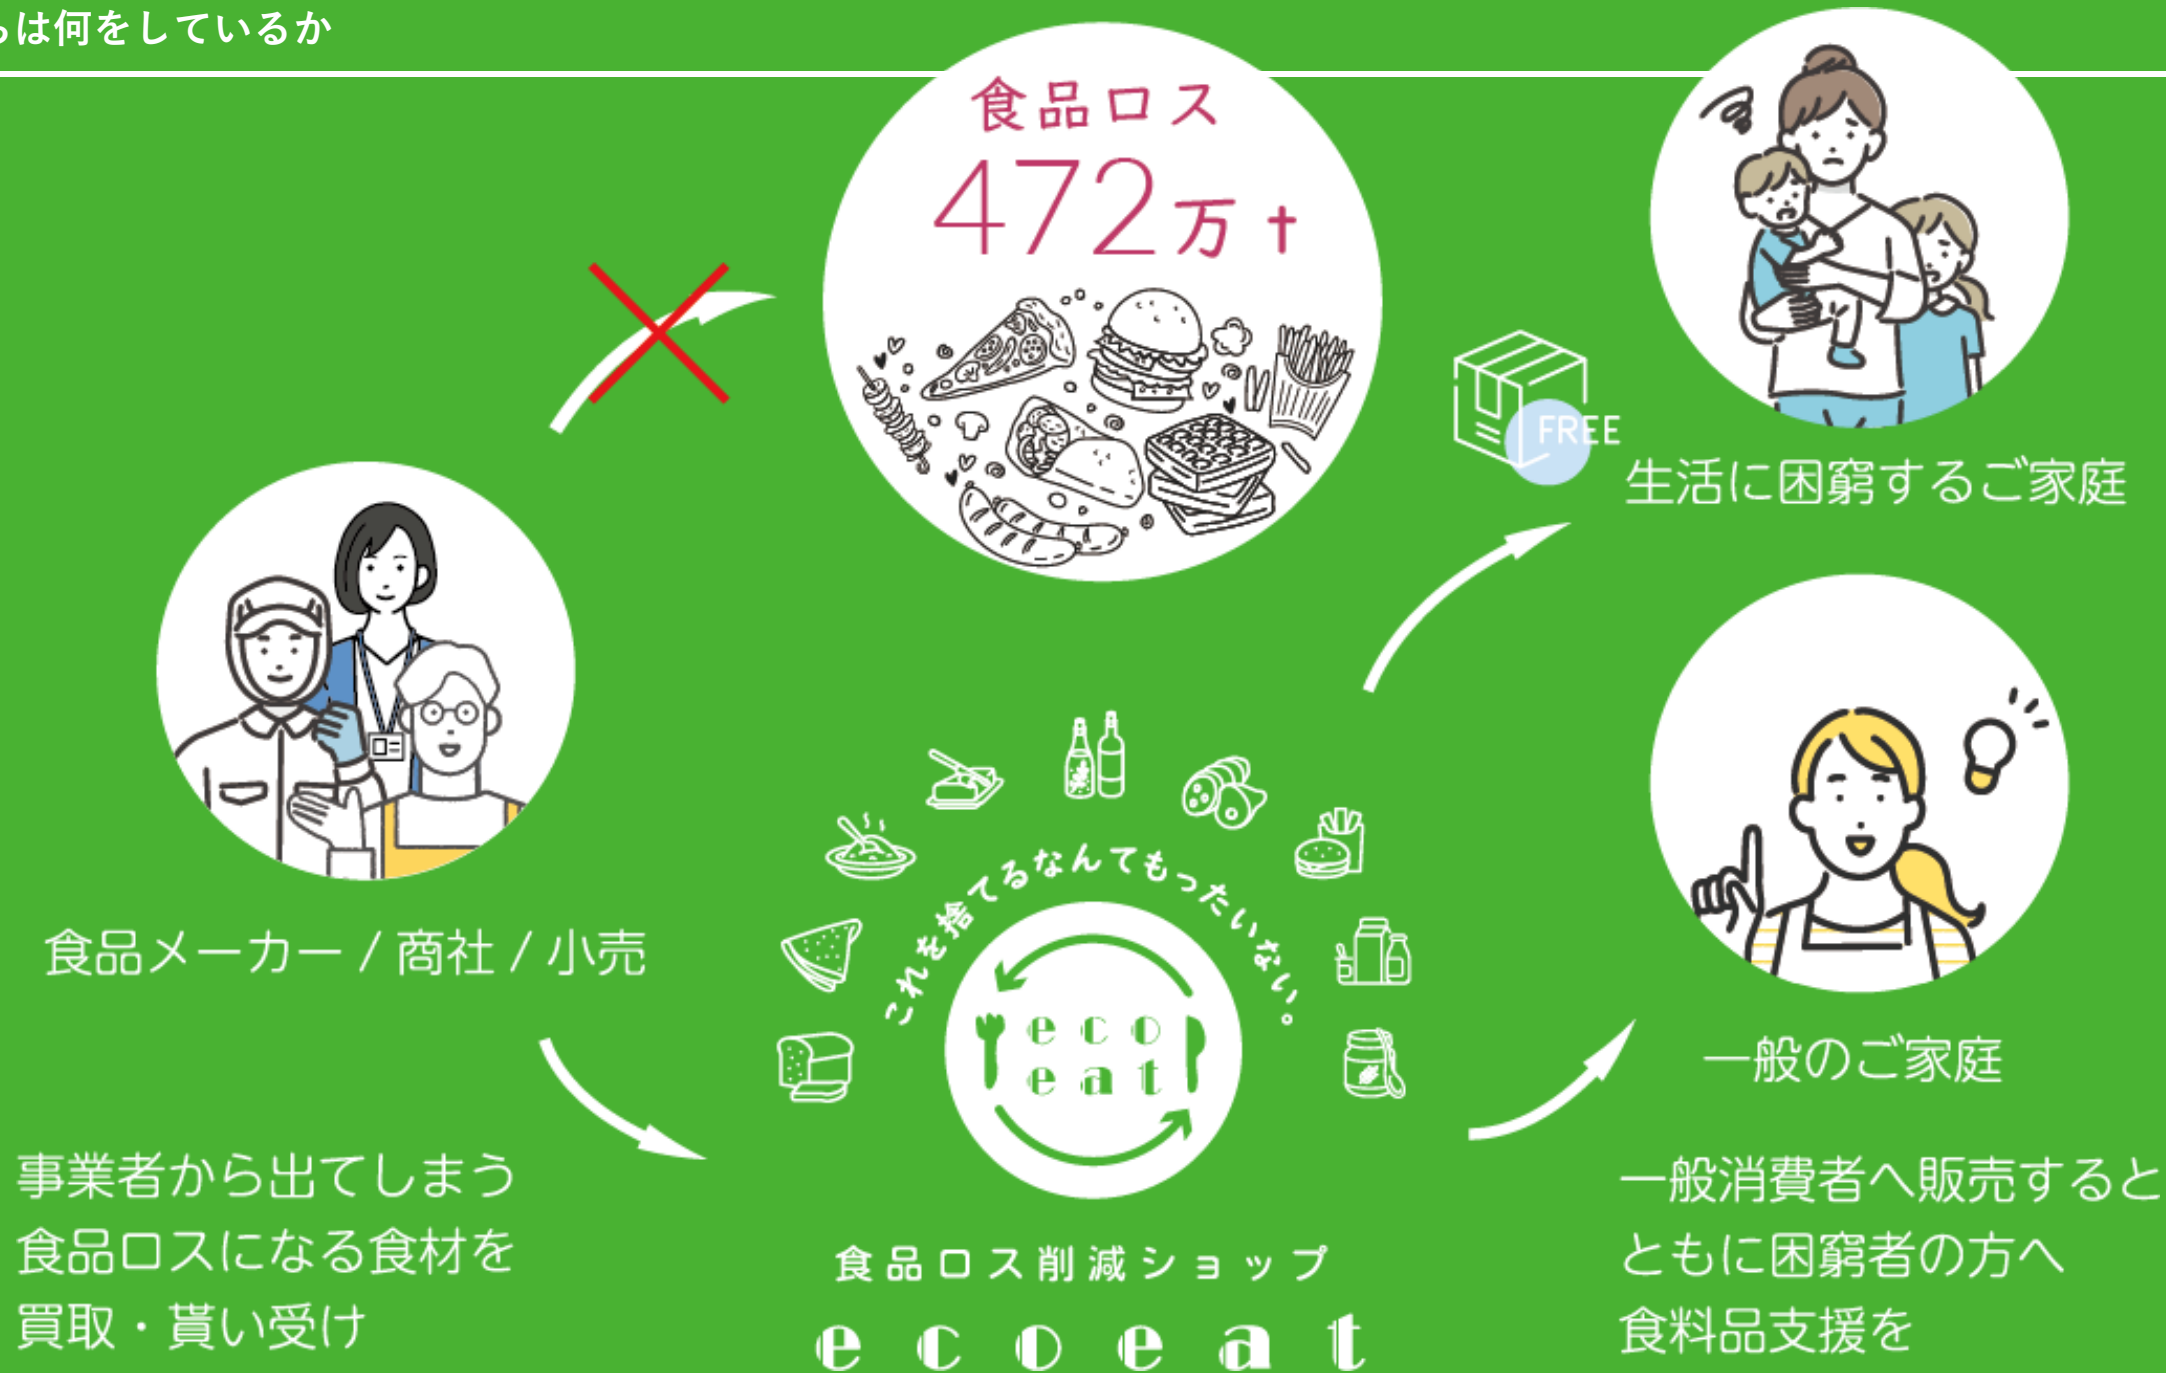 は何をしているか
食品ロス
472万t
FREE
生活に困窮するご家庭
食品メーカー / 商社 / 小売
これを捨てるなんてもったいない。
eco
eat
一般のご家庭
事業者から出てしまう
食品ロスになる食材を
買取・貰い受け
食品ロス削減ショップ
ecoeat
一般消費者へ販売すると
ともに困窮者の方へ
食料品支援を